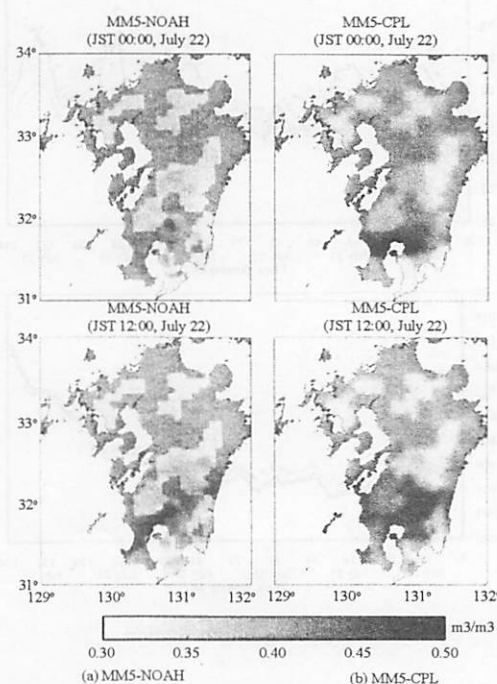 MM5-NOAH
(JST 00:00, July 22)
MM5-CPL
(JST 00:00, July 22)
34°
33°
32°
31°
MM5-NOAH
(JST 12:00, July 22)
MM5-CPL
(JST 12:00, July 22)
34°
33°
32°
31°
129° 130° 131° 132° 129° 130° 131° 132°
m3/m3
0.30 0.35 0.40 0.45 0.50
(a) MM5-NOAH (b) MM5-CPL